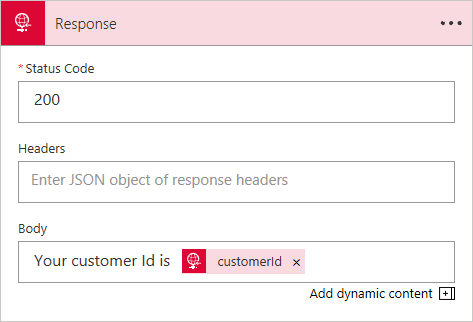 Response
* Status Code
200
Headers
Enter JSON object of response headers
Body
Your customer Id is customerId ×
Add dynamic content